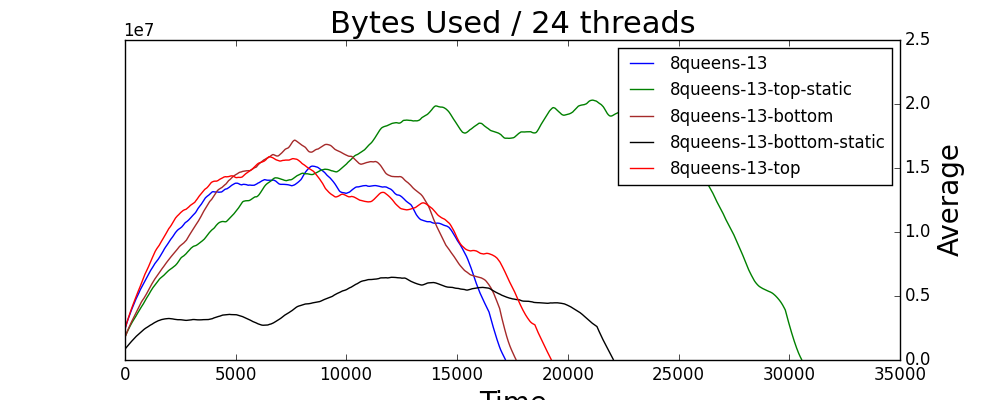 Bytes Used / 24 threads
1e7
2.5
2.0
1.5
1.0
0.5
0.0
Average
8queens-13
8queens-13-top-static
8queens-13-bottom
8queens-13-bottom-static
8queens-13-top
0 5000 10000 15000 20000 25000 30000 35000
Time